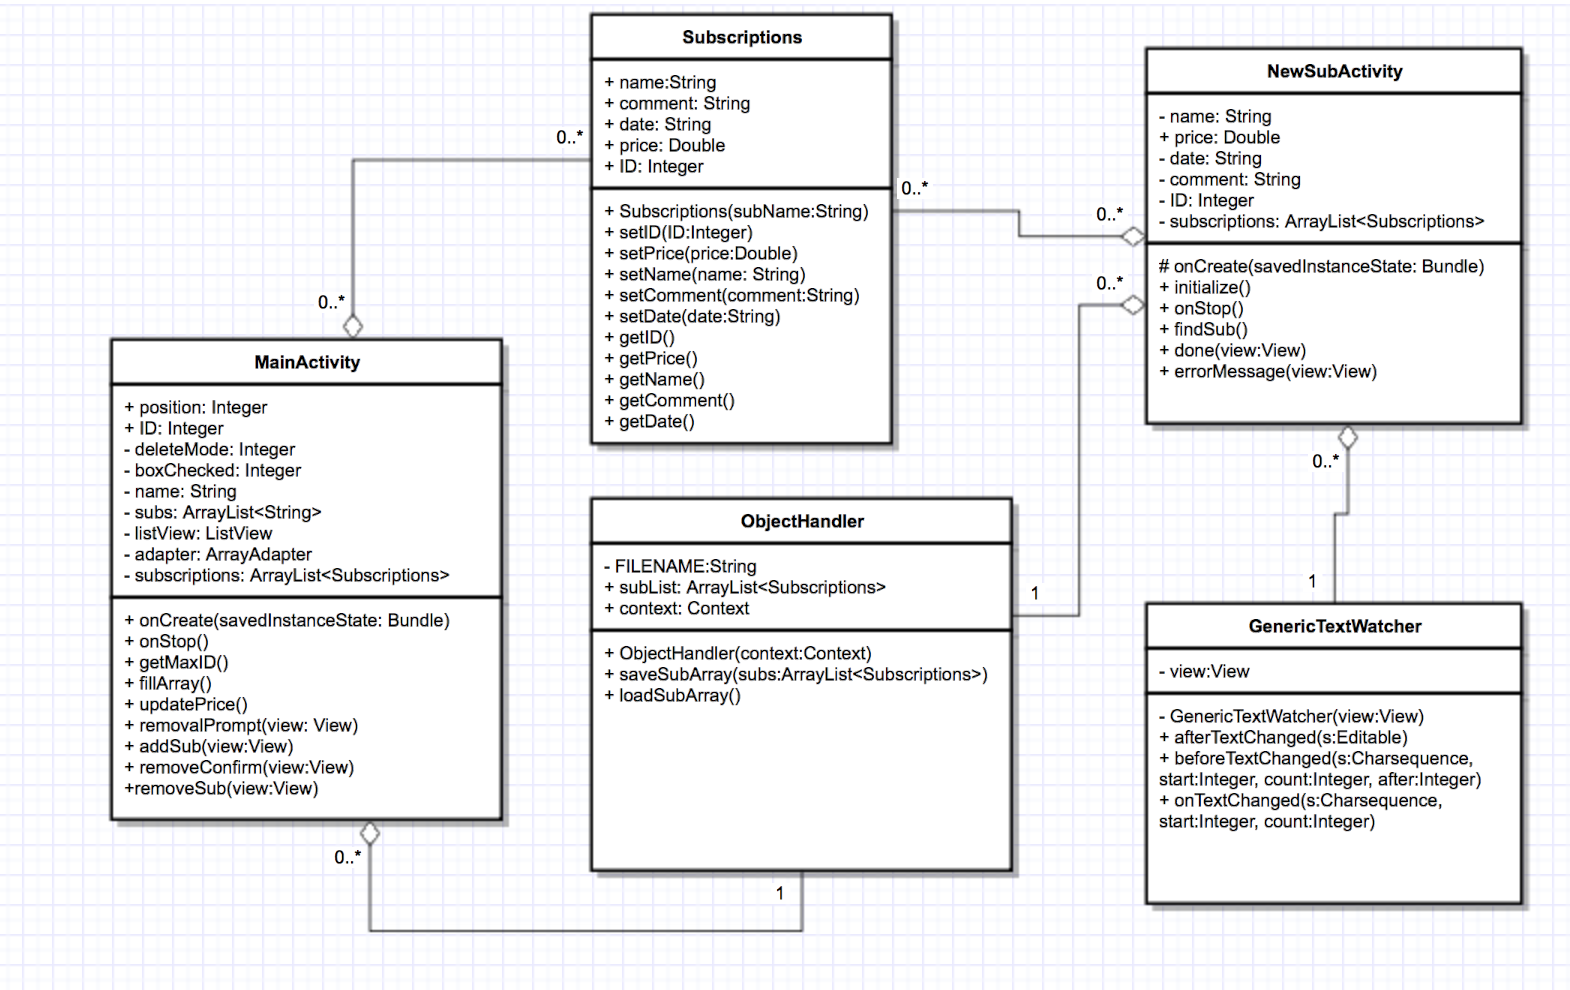 Subscriptions
+ name:String
+ comment: String
+ date: String
+ price: Double
+ ID: Integer
+ Subscriptions(subName:String)
+ setID(ID:Integer)
+ setPrice(price:Double)
+ setName(name: String)
+ setComment(comment:String)
+ setDate(date:String)
+ getID()
+ getPrice()
+ getName()
+ getComment()
+ getDate()
0..*
0..*
0..*
0..*
NewSubActivity
- name: String
+ price: Double
- date: String
- comment: String
- ID: Integer
- subscriptions: ArrayList<Subscriptions>
# onCreate(savedInstanceState: Bundle)
+ initialize()
+ onStop()
+ findSub()
+ done(view:View)
+ errorMessage(view:View)
0..*
0..*
MainActivity
+ position: Integer
+ ID: Integer
- deleteMode: Integer
- boxChecked: Integer
- name: String
- subs: ArrayList<String>
- listView: ListView
- adapter: ArrayAdapter
- subscriptions: ArrayList<Subscriptions>
+ onCreate(savedInstanceState: Bundle)
+ onStop()
+ getMaxID()
+ fillArray()
+ updatePrice()
+ removalPrompt(view: View)
+ addSub(view:View)
+ removeConfirm(view:View)
+removeSub(view:View)
0..*
ObjectHandler
- FILENAME:String
+ subList: ArrayList<Subscriptions>
+ context: Context
+ ObjectHandler(context:Context)
+ saveSubArray(subs:ArrayList<Subscriptions>)
+ loadSubArray()
1
1
1
GenericTextWatcher
- view:View
- GenericTextWatcher(view:View)
+ afterTextChanged(s:Editable)
+ beforeTextChanged(s:Charsequence,
start:Integer, count:Integer, after:Integer)
+ onTextChanged(s:Charsequence,
start:Integer, count:Integer)